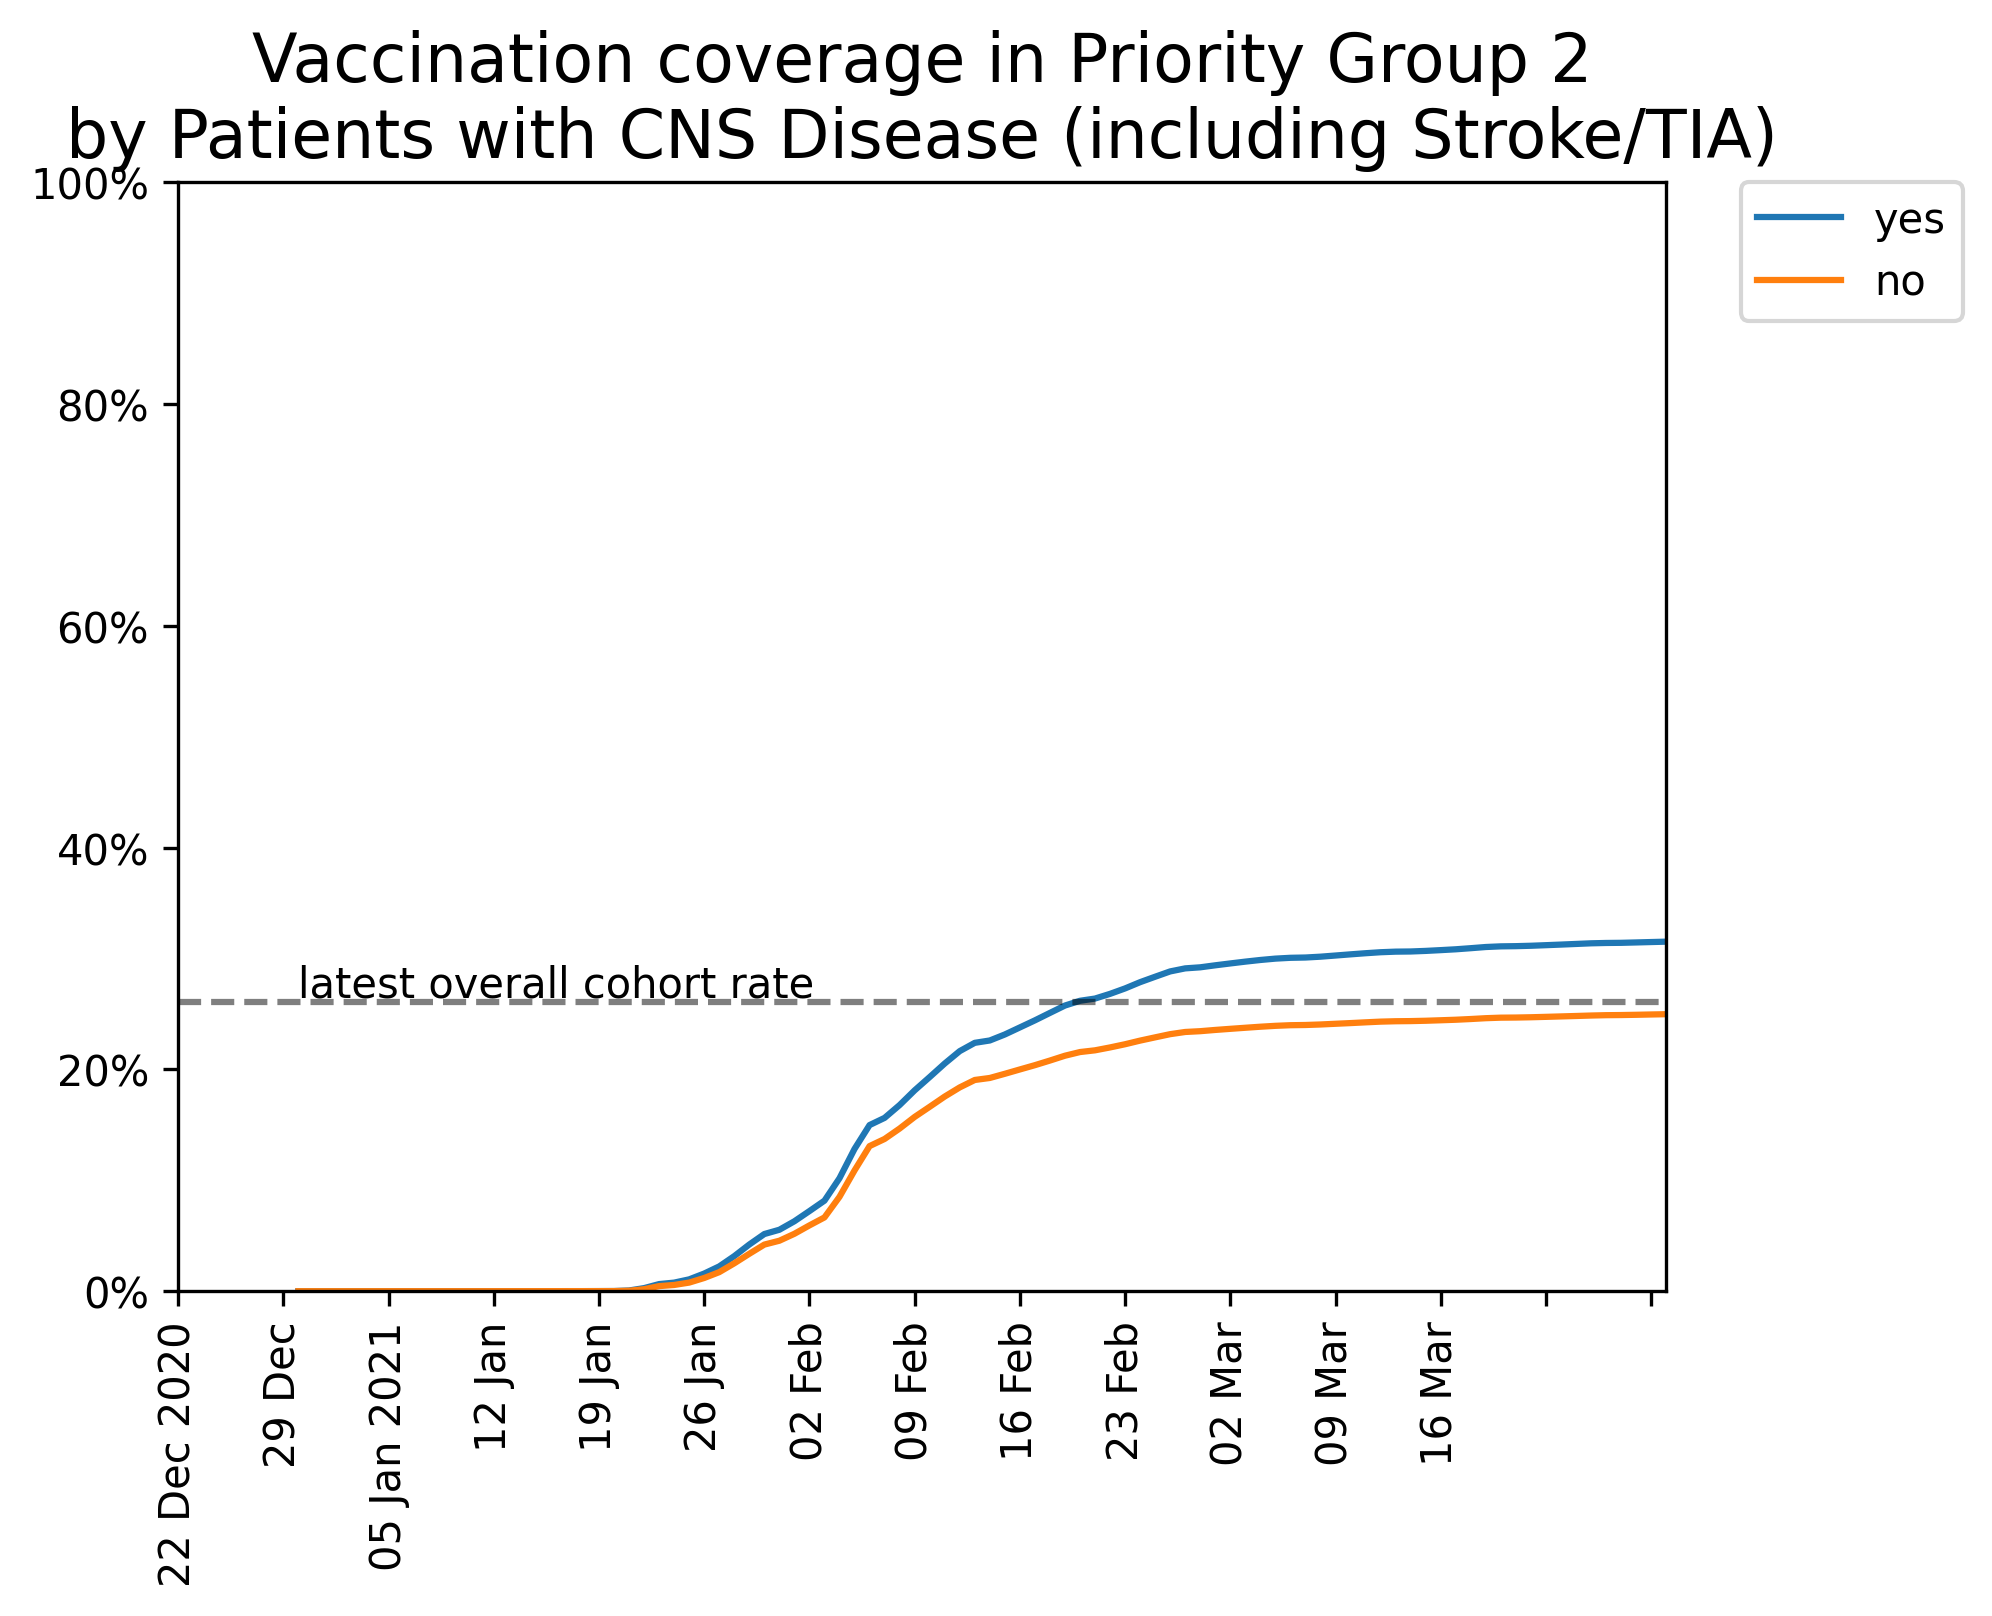 Vaccination coverage in Priority Group 2
by Patients with CNS Disease (including Stroke/TIA)
100%
80%
60%
40%
20%
0%
yes
no
latest overall cohort rate
22 Dec 2020
29 Dec
05 Jan 2021
12 Jan
19 Jan
26 Jan
02 Feb
09 Feb
16 Feb
23 Feb
02 Mar
09 Mar
16 Mar